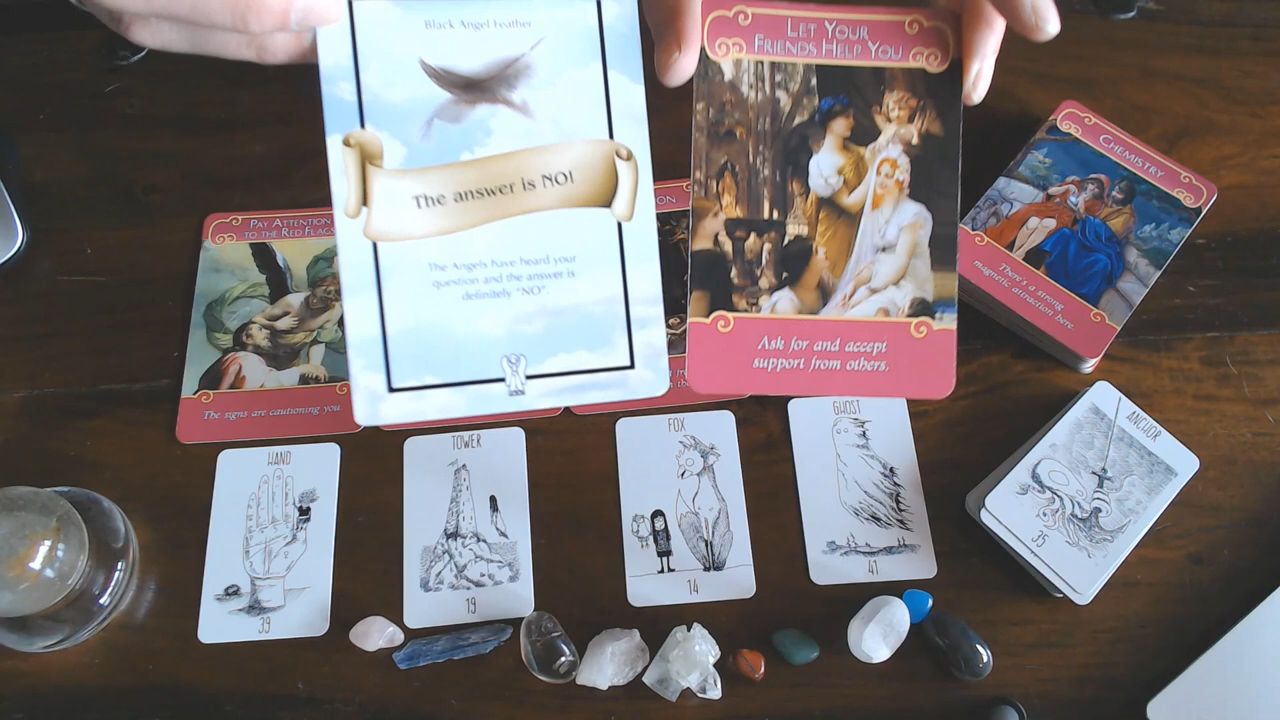 Black Angel Feather
The answer is NO!
The Angels have heard your
question and the answer is
definitely "NO".
LET YOUR
FRIENDS HELP YOU
Ask for and accept
support from others.
PAY ATTENTION
TO THE RED FLAGS
The signs are cautioning you.
ION
CHEMISTRY
There's a strong
magnetic attraction here.
HAND
39
TOWER
19
FOX
14
GHOST
41
ANCHOR
35